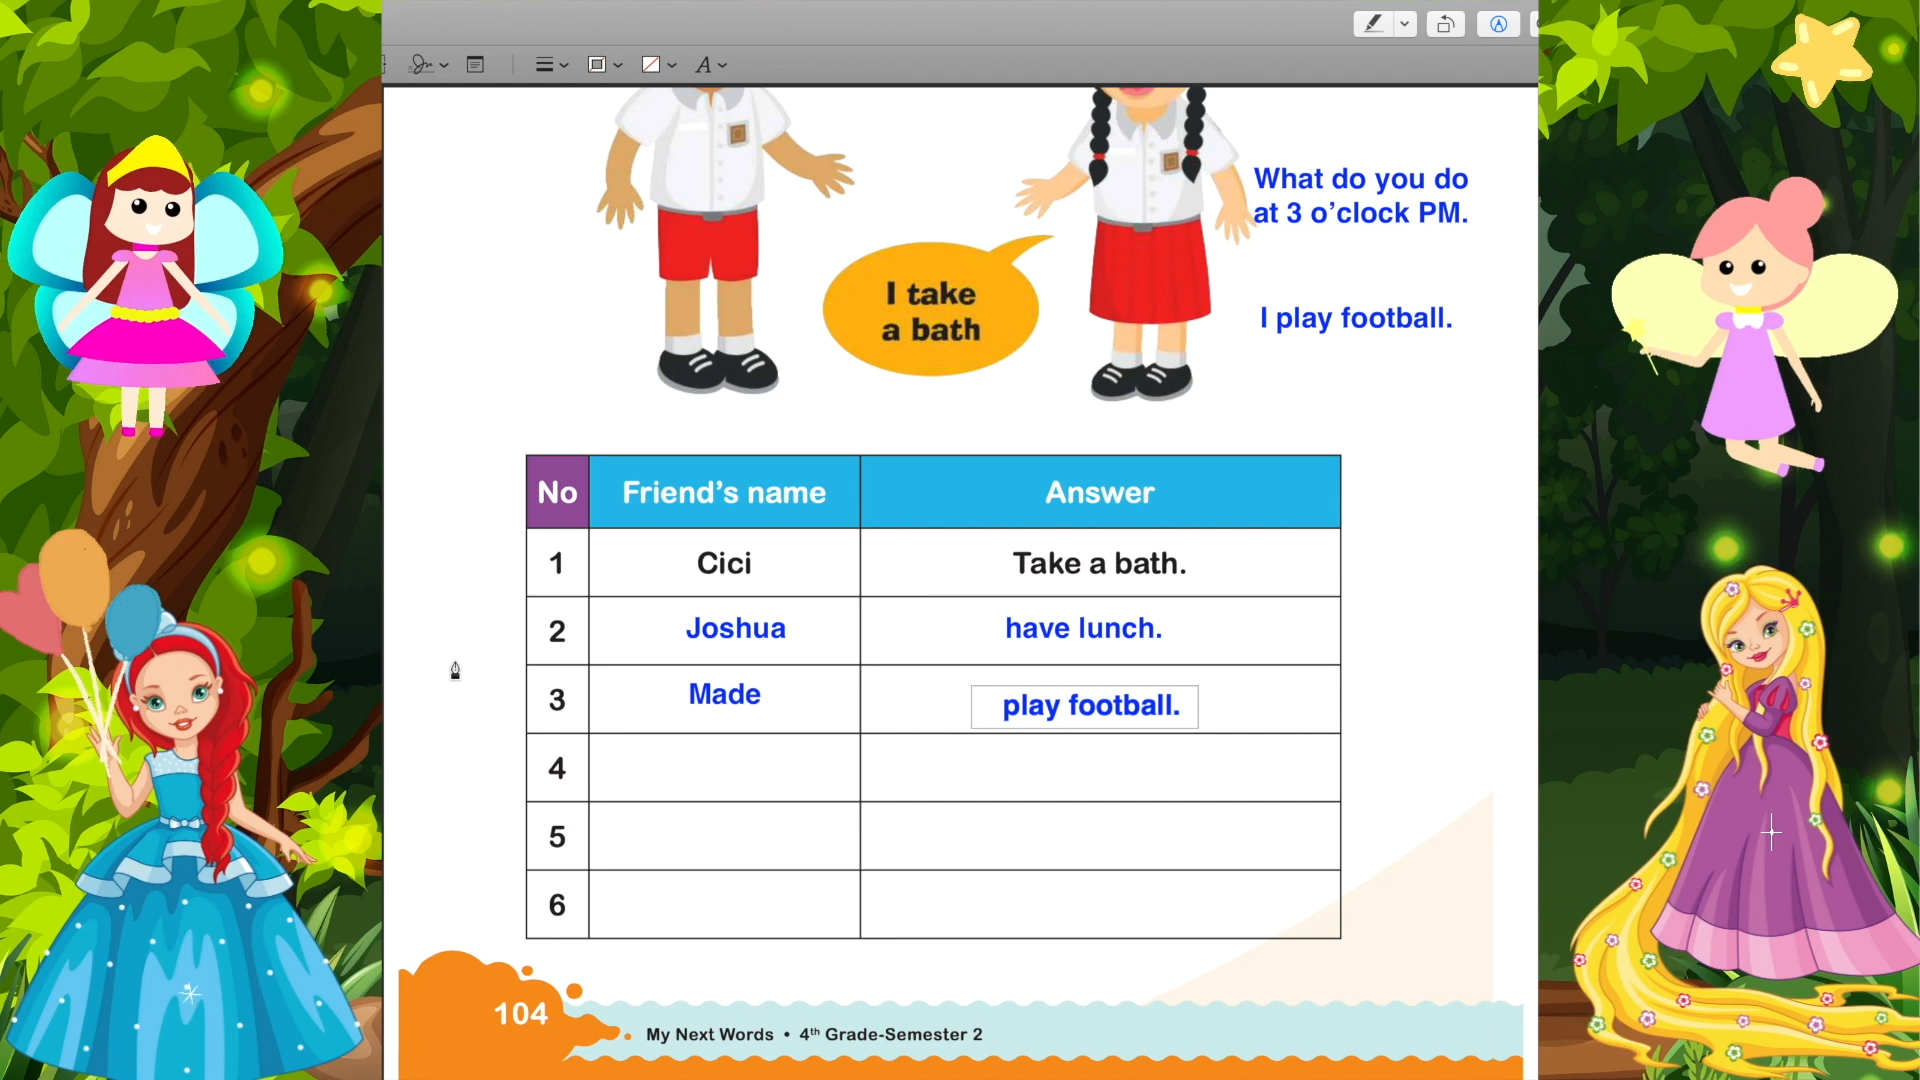 What do you do
at 3 o’clock PM.
I take
a bath
I play football.
No Friend’s name Answer
1 Cici Take a bath.
2 Joshua have lunch.
3 Made play football.
4
5
6
104
My Next Words • 4th Grade-Semester 2